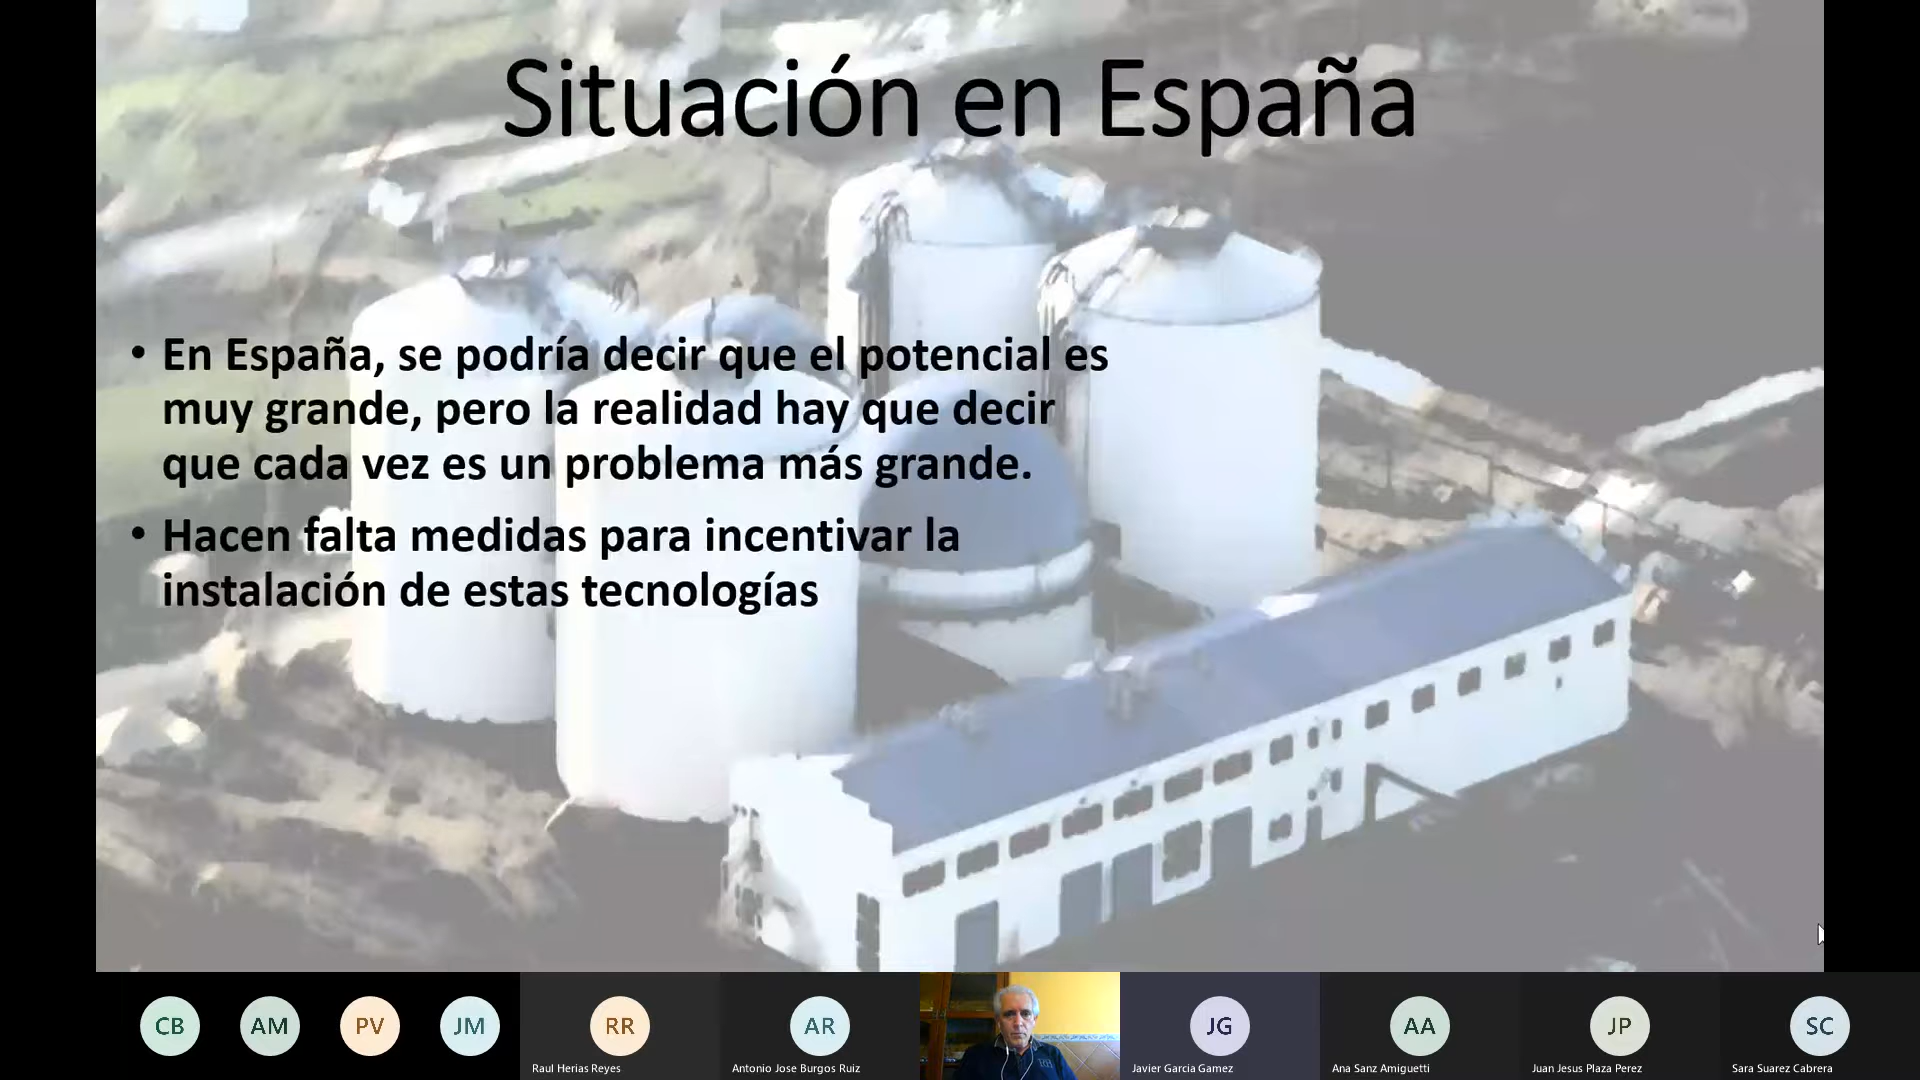 Situación en España
• En España, se podría decir que el potencial es
muy grande, pero la realidad hay que decir
que cada vez es un problema más grande.
• Hacen falta medidas para incentivar la
instalación de estas tecnologías
CB
AM
PV
JM
RR
AR
JG
AA
JP
SC
Raul Herias Reyes
Antonio Jose Burgos Ruiz
Javier Garcia Gamez
Ana Sanz Amiguetti
Juan Jesus Plaza Perez
Sara Suarez Cabrera